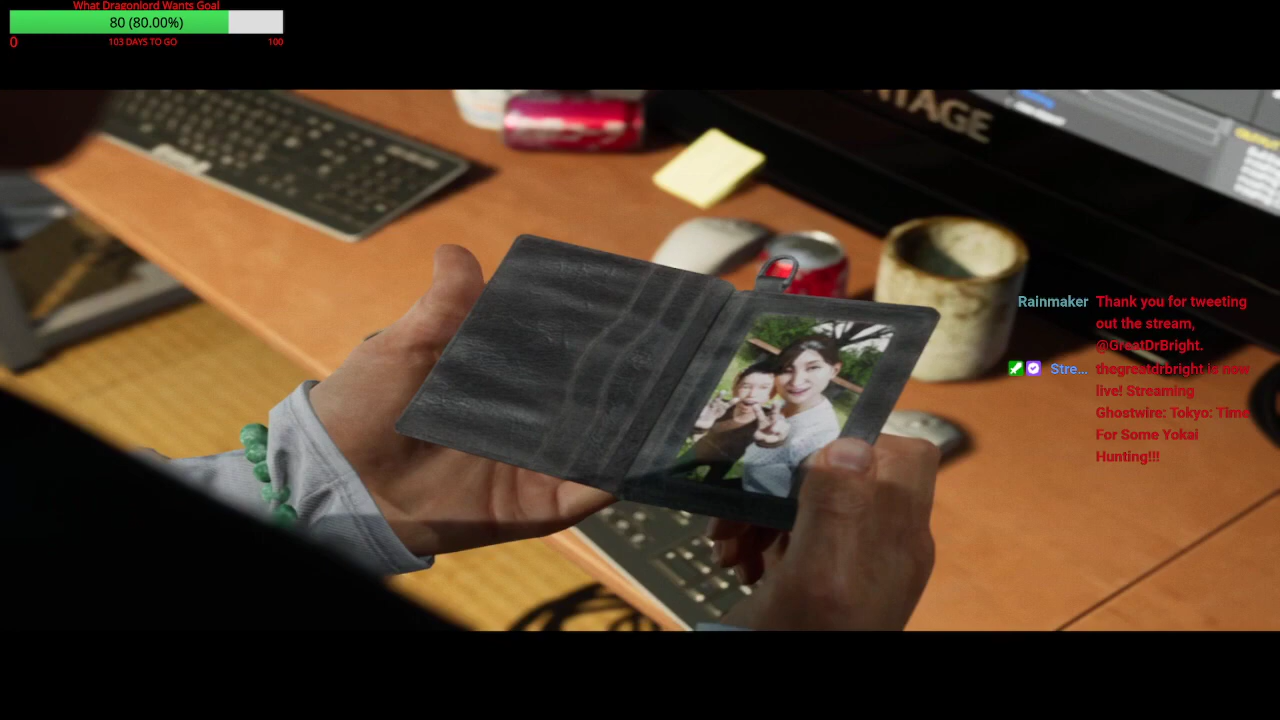 What Dragonlord Wants Goal
80 (80.00%)
0
103 DAYS TO GO
100
Rainmaker Thank you for tweeting
out the stream,
@GreatDrBright.
Stre... thegreatdrbright is now
live! Streaming
Ghostwire: Tokyo: Time
For Some Yokai
Hunting!!!